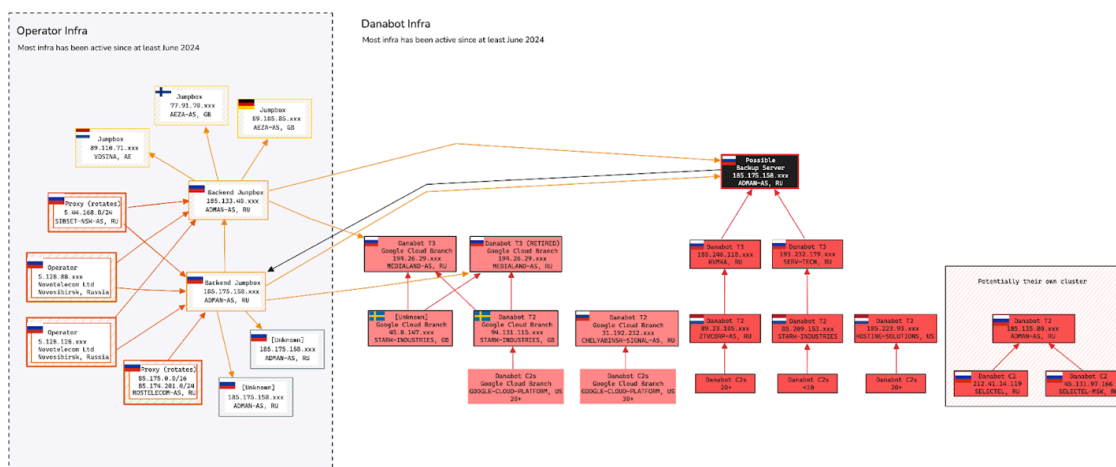 Operator Infra
Most infra has been active since at least June 2024
Danabot Infra
Most infra has been active since at least June 2024
Jumpbox
77.91.78.xxx
AEZA-AS, GB
Jumpbox
AEZA-AS, GB
Jumpbox
89.110.71.xxx
VDSINA, AE
Proxy (rotates)
5.44.168.0/24
SIBSET-NSK-AS, RU
Backend Jumpbox
185.133.40.xxx
ADMAN-AS, RU
Operator
5.128.88.xxx
Novotelecom Ltd
Novosibirsk, Russia
Backend Jumpbox
185.175.158.xxx
ADMAN-AS, RU
Operator
5.128.128.xxx
Novotelecom Ltd
Novosibirsk, Russia
[Unknown]
185.175.158.xxx
ADMAN-AS, RU
Proxy (rotates)
85.175.0.0/16
85.174.201.0/24
ROSTELECOM-AS, RU
[Unknown]
185.175.158.xxx
ADMAN-AS, RU
Possible
Backup Server
185.175.158.xxx
ADMAN-AS, RU
Danabot T3
Google Cloud Branch
194.26.29.xxx
MEDIALAND-AS, RU
Danabot T3 (RETIRED)
Google Cloud Branch
194.26.29.xxx
MEDIALAND-AS, RU
Danabot T3
RU
Danabot T3
193.232.179.xxx
SERV-TECH, RU
[Unknown]
Google Cloud Branch
45.8.147.xxx
STARK-INDUSTRIES, GB
Danabot T2
Google Cloud Branch
94.131.115.xxx
STARK-INDUSTRIES, GB
Danabot T2
Google Cloud Branch
31.192.232.xxx
CHELYABINSK-SIGNAL-AS, RU
Danabot T2
89.23.105.xxx
ZTVCORP-AS, RU
Danabot T2
85.209.153.xxx
STARK-INDUSTRIES
Danabot T2
185.223.93.xxx
HOSTING-SOLUTIONS, US
Danabot C2s
Google Cloud Branch
GOOGLE-CLOUD-PLATFORM, US
20+
Danabot C2s
Google Cloud Branch
GOOGLE-CLOUD-PLATFORM, US
30+
Danabot C2s
10+
Danabot C2s
<10
Danabot C2s
20+
Potentially their own cluster
Danabot T2
185.135.80.xxx
ADMAN-AS, RU
Danabot C2
212.41.14.119
SELECTEL, RU
Danabot C2
45.131.97.166
SELECTEL-MSK, RU